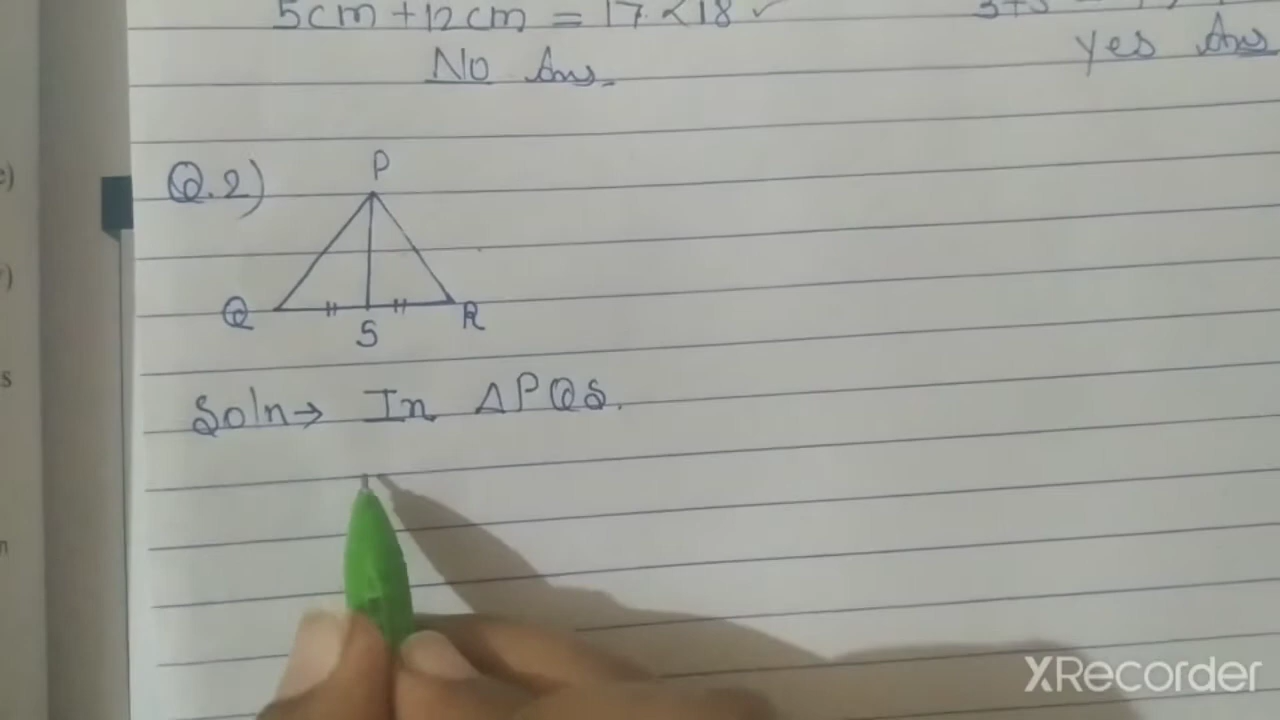 5cm + 12cm = 17 < 18 ✓
No Ans.
yes Ans
Q.2)
P
Q
S
R
Soln → In △PQS.
XRecorder